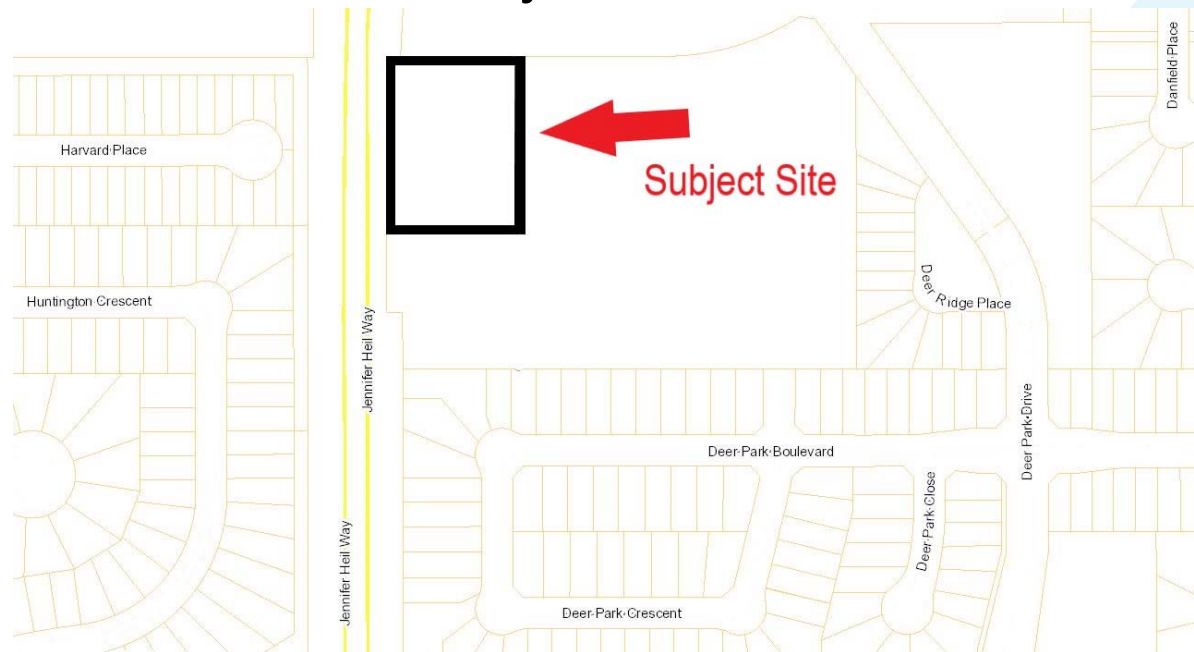 Danfield Place
Harvard Place
Subject Site
Deer Ridge Place
Huntington Crescent
Jennifer Heil Way
Deer Park Drive
Deer Park Boulevard
Deer Park Close
Jennifer Heil Way
Deer Park Crescent